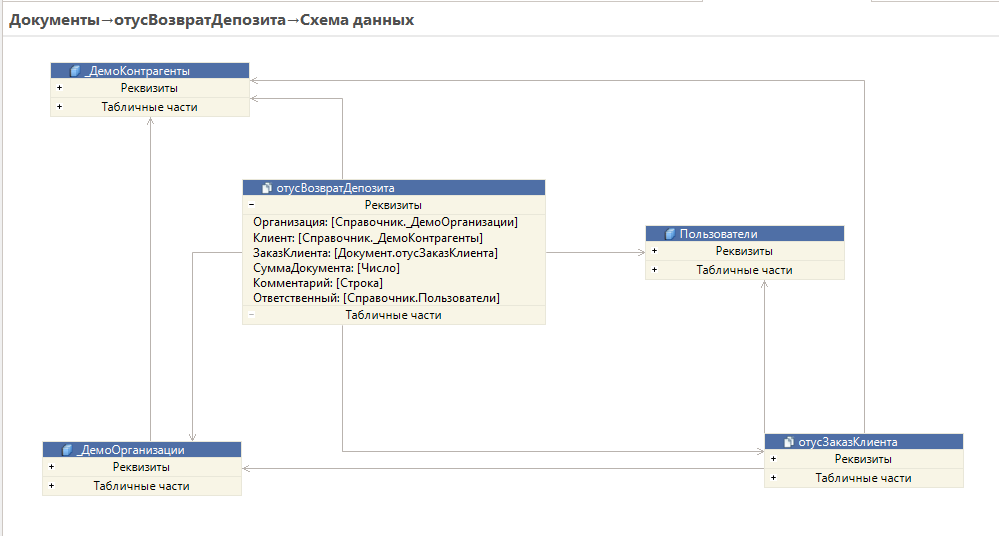 Документы→отусВозвратДепозита→Схема данных
_ДемоКонтрагенты
+ Реквизиты
+ Табличные части
отусВозвратДепозита
− Реквизиты
Организация: [Справочник._ДемоОрганизации]
Клиент: [Справочник._ДемоКонтрагенты]
ЗаказКлиента: [Документ.отусЗаказКлиента]
СуммаДокумента: [Число]
Комментарий: [Строка]
Ответственный: [Справочник.Пользователи]
− Табличные части
Пользователи
+ Реквизиты
+ Табличные части
_ДемоОрганизации
+ Реквизиты
+ Табличные части
отусЗаказКлиента
+ Реквизиты
+ Табличные части